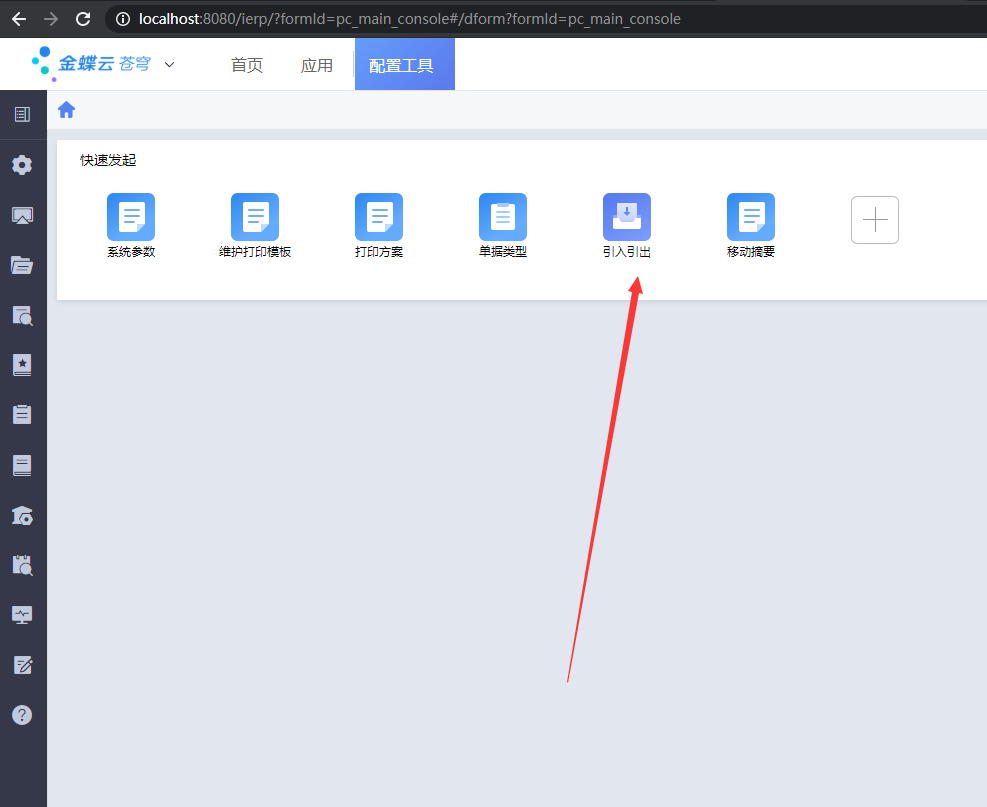 localhost:8080/ierp/?formId=pc_main_console#/dform?formId=pc_main_console
金蝶云 苍穹 首页 应用 配置工具
快速发起
系统参数 维护打印模板 打印方案 单据类型 引入引出 移动摘要